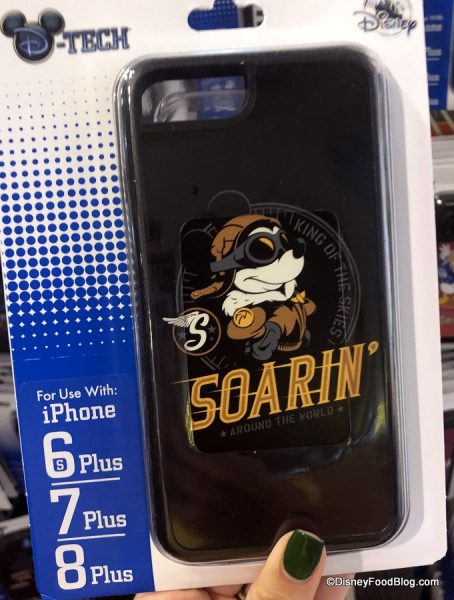 D-TECH
Disney
For Use With:
iPhone
6s Plus
7 Plus
8 Plus
KING OF THE SKIES
S
SOARIN'
★ AROUND THE WORLD ★
©DisneyFoodBlog.com